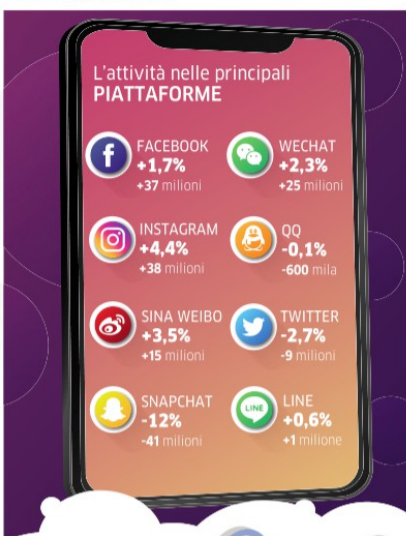 L'attività nelle principali
PIATTAFORME
FACEBOOK
+1,7%
+37 milioni
WECHAT
+2,3%
+25 milioni
INSTAGRAM
+4,4%
+38 milioni
QQ
-0,1%
-600 mila
SINA WEIBO
+3,5%
+15 milioni
TWITTER
-2,7%
-9 milioni
SNAPCHAT
-12%
-41 milioni
LINE
LINE
+0,6%
+1 milione